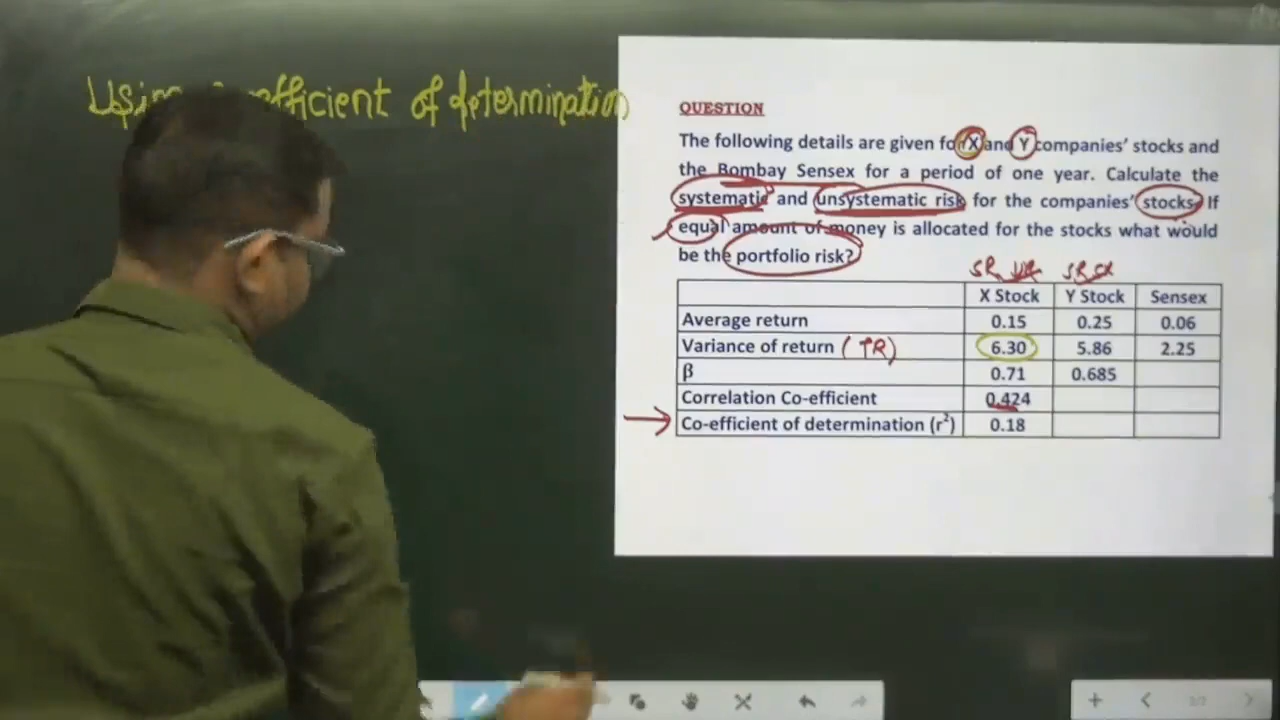 Using efficient of determination
QUESTION
The following details are given for X and Y companies' stocks and
the Bombay Sensex for a period of one year. Calculate the
systematic and unsystematic risk for the companies' stocks. If
equal amount of money is allocated for the stocks what would
be the portfolio risk?
SR UR SR
X Stock Y Stock Sensex
Average return 0.15 0.25 0.06
Variance of return (TR) 6.30 5.86 2.25
β 0.71 0.685
Correlation Co-efficient 0.424
Co-efficient of determination (r²) 0.18